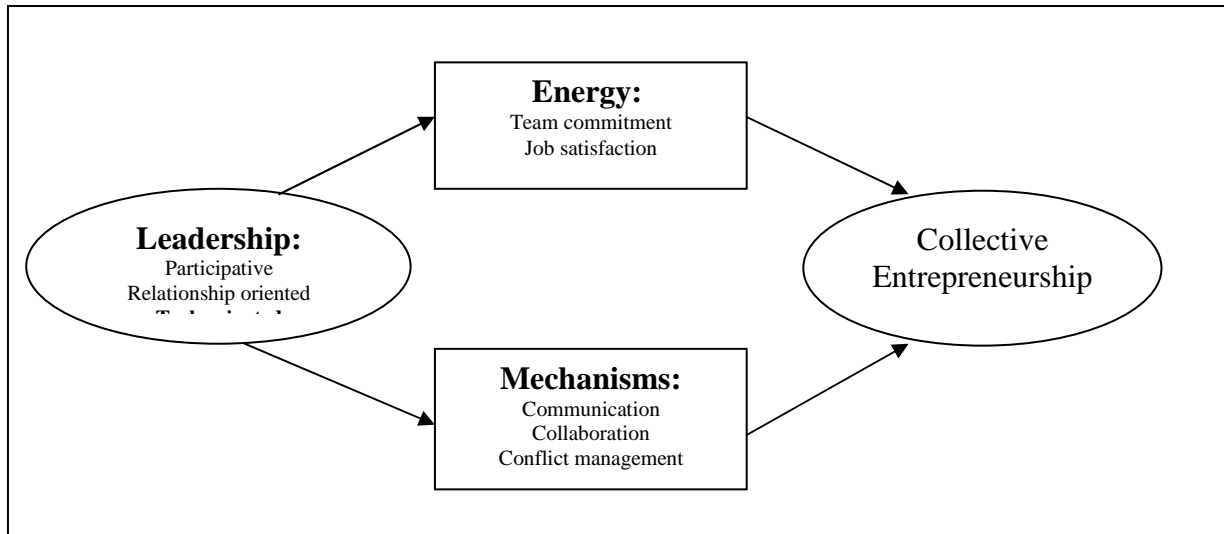 Energy:
Team commitment
Job satisfaction
Leadership:
Participative
Relationship oriented
Collective
Entrepreneurship
Mechanisms:
Communication
Collaboration
Conflict management